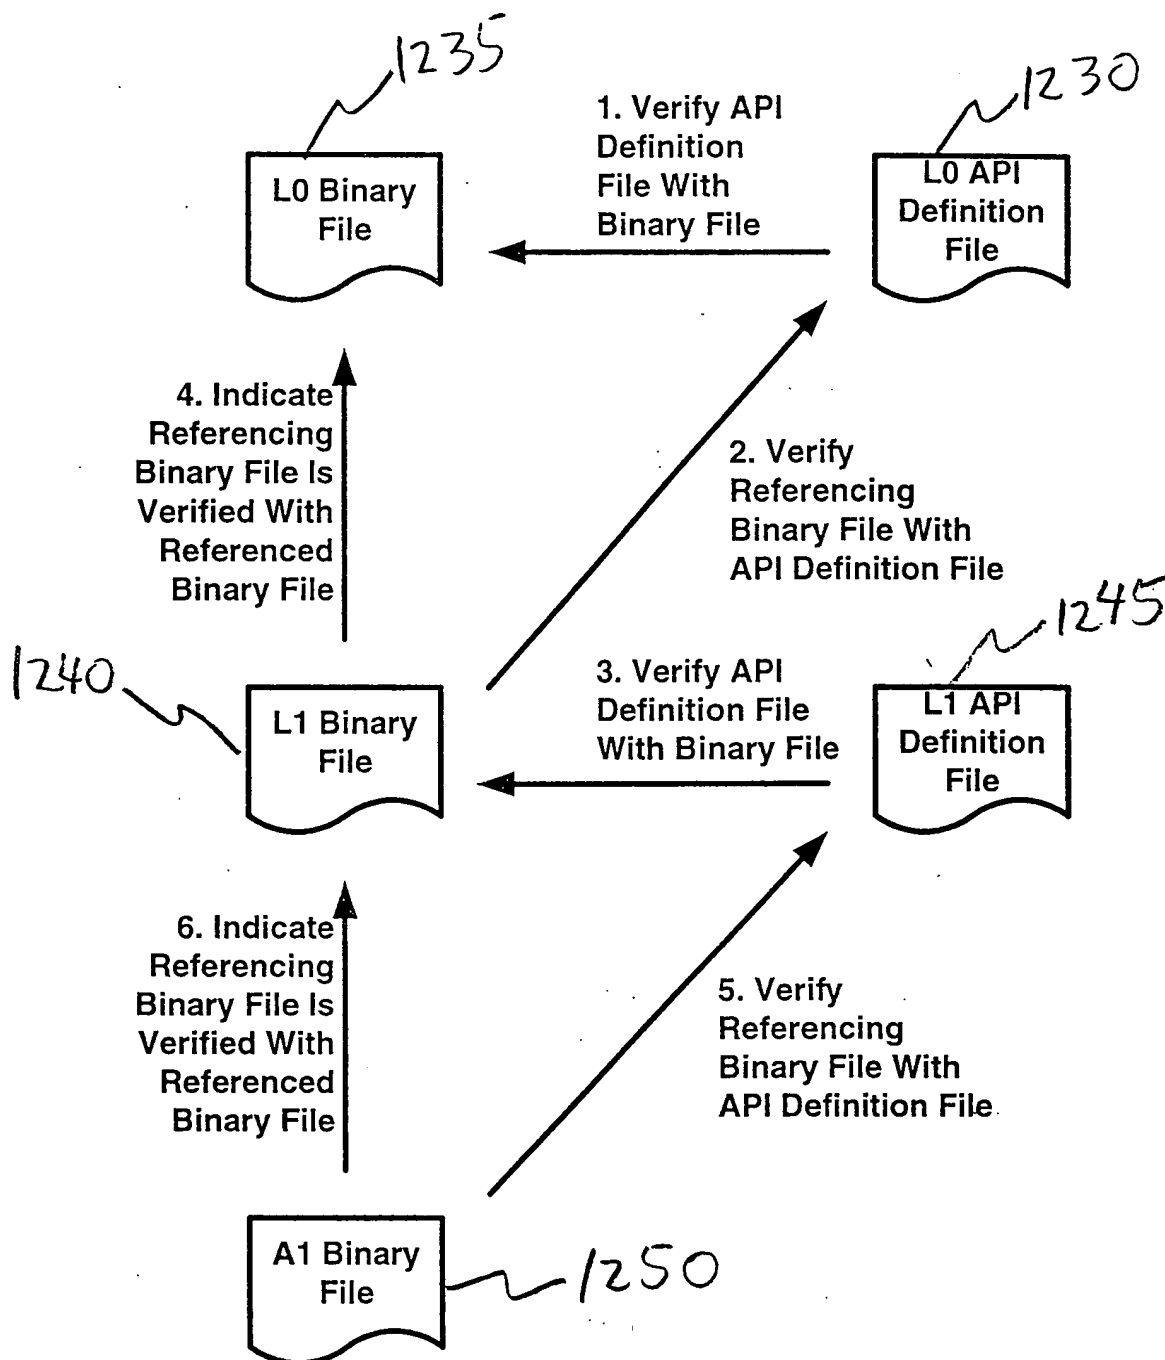 1235
1230
1. Verify API
Definition
File With
Binary File
L0 Binary
File
L0 API
Definition
File
4. Indicate
Referencing
Binary File Is
Verified With
Referenced
Binary File
2. Verify
Referencing
Binary File With
API Definition File
1245
1240
3. Verify API
Definition File
With Binary File
L1 Binary
File
L1 API
Definition
File
6. Indicate
Referencing
Binary File Is
Verified With
Referenced
Binary File
5. Verify
Referencing
Binary File With
API Definition File
A1 Binary
File
1250